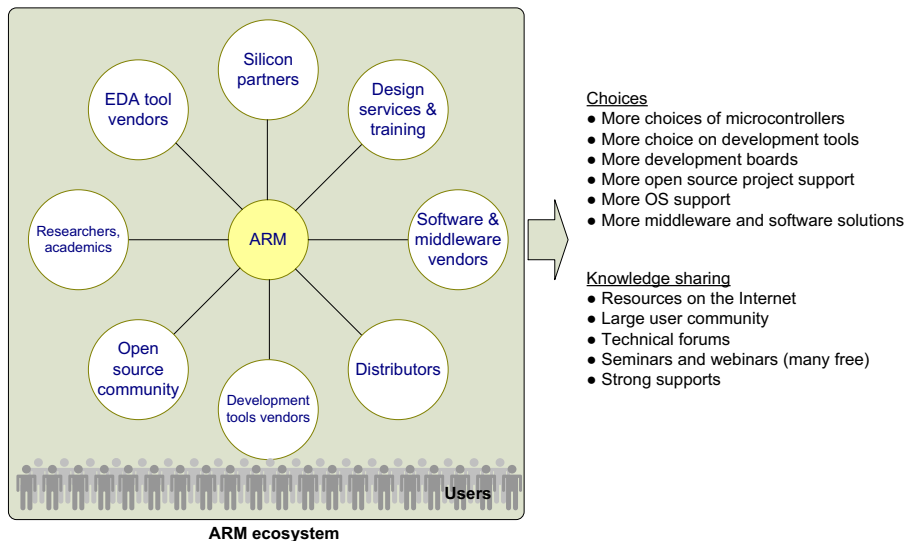 Silicon
partners
Design
services &
training
EDA tool
vendors
Software &
middleware
vendors
ARM
Researchers,
academics
Open
source
community
Distributors
Development
tools vendors
Users
ARM ecosystem
Choices
● More choices of microcontrollers
● More choice on development tools
● More development boards
● More open source project support
● More OS support
● More middleware and software solutions
Knowledge sharing
● Resources on the Internet
● Large user community
● Technical forums
● Seminars and webinars (many free)
● Strong supports